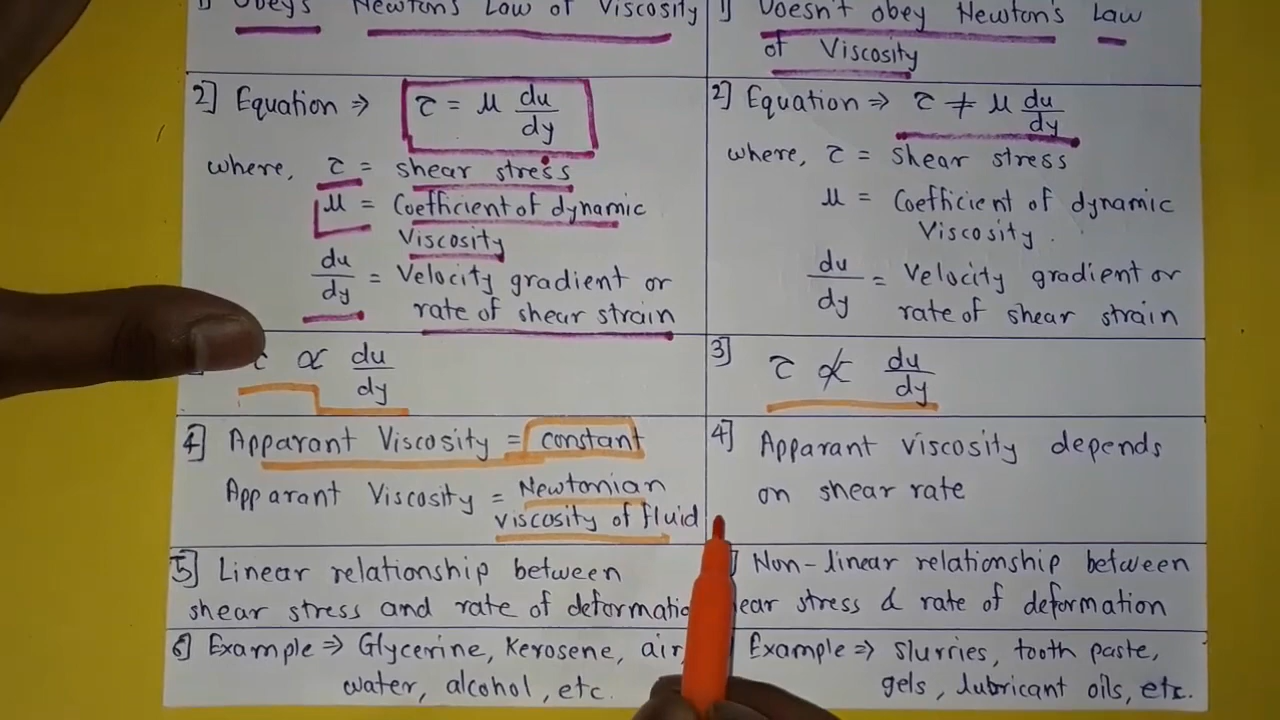 1] Obeys Newton's Law of Viscosity
2] Equation ⇒ τ = μ du/dy
where, τ = shear stress
μ = Coefficient of dynamic
Viscosity
du/dy = Velocity gradient or
rate of shear strain
τ ∝ du/dy
4] Apparant Viscosity = constant
Apparant Viscosity = Newtonian
viscosity of fluid
5] Linear relationship between
shear stress and rate of
6] Example ⇒ Glycerine, Kerosene, air,
water, alcohol, etc.
1] Doesn't obey Newton's Law
of Viscosity
2] Equation ⇒ τ ≠ μ du/dy
where, τ = shear stress
μ = Coefficient of dynamic
Viscosity.
du/dy = Velocity gradient or
rate of shear strain
3] τ ∝̸ du/dy
4] Apparant viscosity depends
on shear rate
Non-linear relationship between
stress & rate of deformation
Example ⇒ slurries, tooth paste,
gels, lubricant oils, etc.